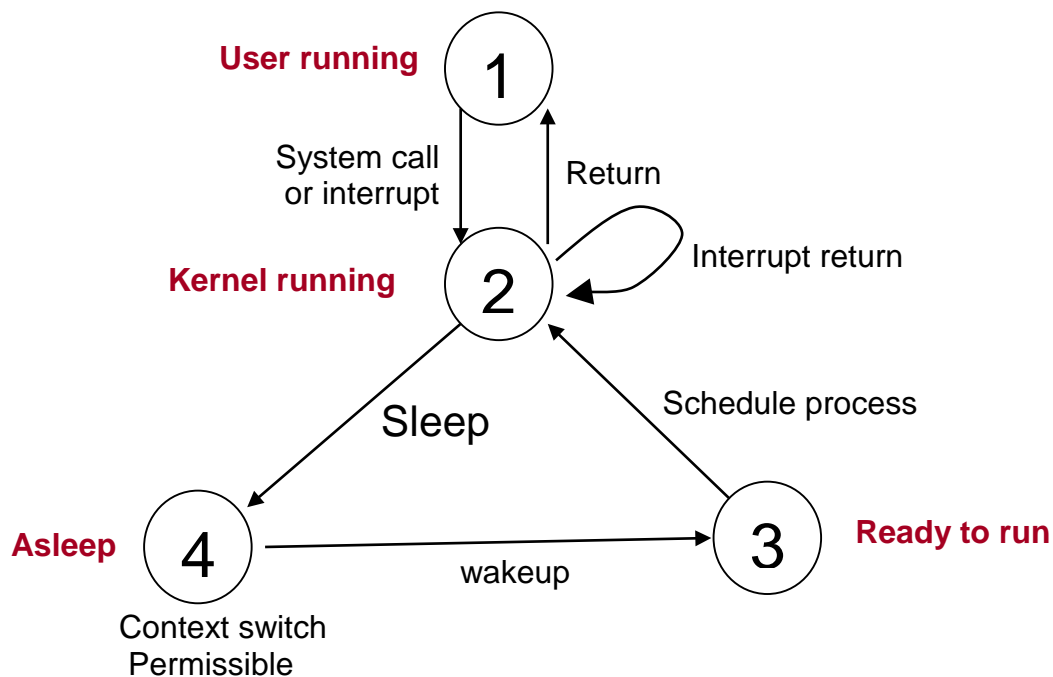 User running
1
System call
or interrupt
Return
Interrupt return
Kernel running
2
Sleep
Schedule process
Asleep
4
wakeup
3
Ready to run
Context switch
Permissible